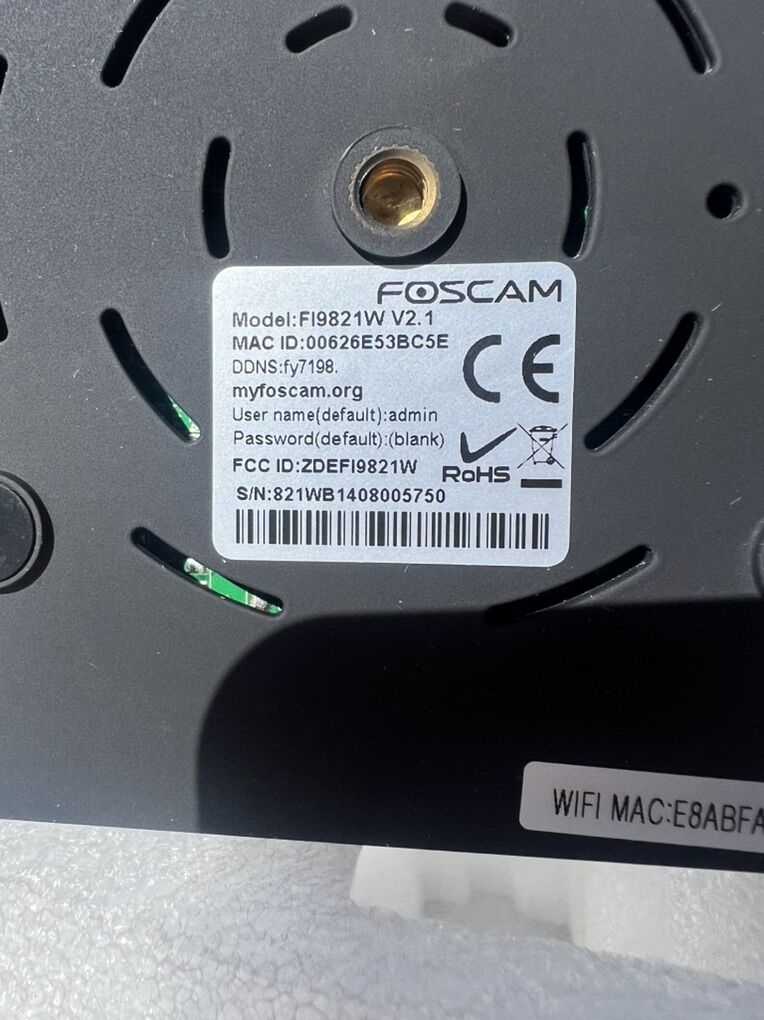 FOSCAM
Model:FI9821W V2.1
MAC ID:00626E53BC5E
DDNS:fy7198.
myfoscam.org
User name(default):admin
Password(default):(blank)
FCC ID:ZDEFI9821W
S/N:821WB1408005750
CE
RoHS
WIFI MAC:E8ABFA